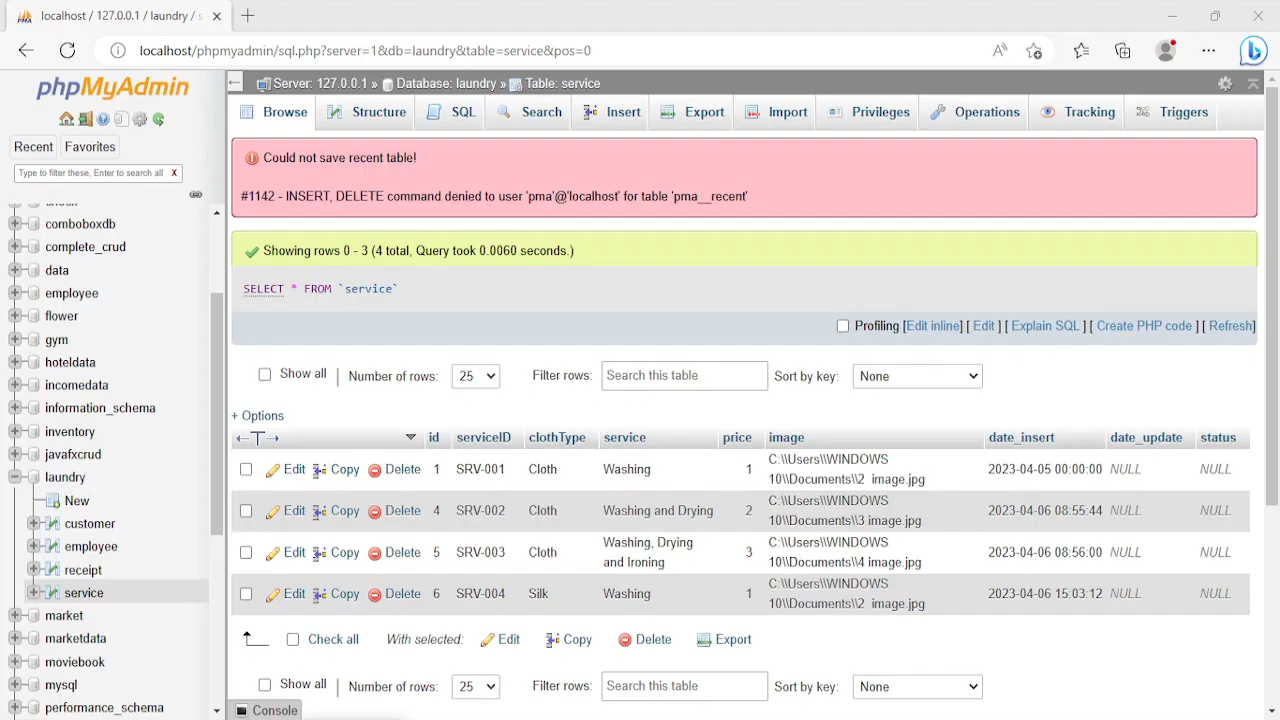 localhost / 127.0.0.1 / laundry / s
localhost/phpmyadmin/sql.php?server=1&db=laundry&table=service&pos=0
phpMyAdmin
Server: 127.0.0.1 » Database: laundry » Table: service
Browse Structure SQL Search Insert Export Import Privileges Operations Tracking Triggers
Recent Favorites
Type to filter these, Enter to search all X
comboboxdb
complete_crud
data
employee
flower
gym
hoteldata
incomedata
information_schema
inventory
javafxcrud
laundry
New
customer
employee
receipt
service
market
marketdata
moviebook
mysql
performance_schema
Could not save recent table!
#1142 - INSERT, DELETE command denied to user 'pma'@'localhost' for table 'pma__recent'
Showing rows 0 - 3 (4 total, Query took 0.0060 seconds.)
SELECT * FROM `service`
Profiling [Edit inline] [ Edit ] [ Explain SQL ] [ Create PHP code ] [ Refresh]
Show all | Number of rows: 25 Filter rows: Search this table Sort by key: None
+ Options
←T→ id serviceID clothType service price image date_insert date_update status
Edit Copy Delete 1 SRV-001 Cloth Washing 1 C:\\Users\\WINDOWS 2023-04-05 00:00:00 NULL NULL
10\\Documents\\2 image.jpg
Edit Copy Delete 4 SRV-002 Cloth Washing and Drying 2 C:\\Users\\WINDOWS 2023-04-06 08:55:44 NULL NULL
10\\Documents\\3 image.jpg
Edit Copy Delete 5 SRV-003 Cloth Washing, Drying 3 C:\\Users\\WINDOWS 2023-04-06 08:56:00 NULL NULL
and Ironing 10\\Documents\\4 image.jpg
Edit Copy Delete 6 SRV-004 Silk Washing 1 C:\\Users\\WINDOWS 2023-04-06 15:03:12 NULL NULL
10\\Documents\\2 image.jpg
Check all With selected: Edit Copy Delete Export
Show all | Number of rows: 25 Filter rows: Search this table Sort by key: None
Console